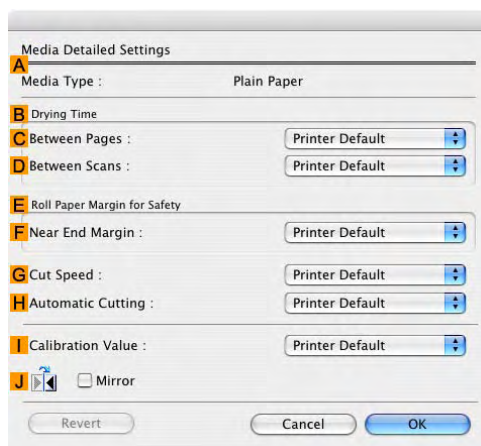 Media Detailed Settings
A
Media Type : Plain Paper
B Drying Time
C Between Pages : Printer Default
D Between Scans : Printer Default
E Roll Paper Margin for Safety
F Near End Margin : Printer Default
G Cut Speed : Printer Default
H Automatic Cutting : Printer Default
I Calibration Value : Printer Default
J Mirror
Revert Cancel OK